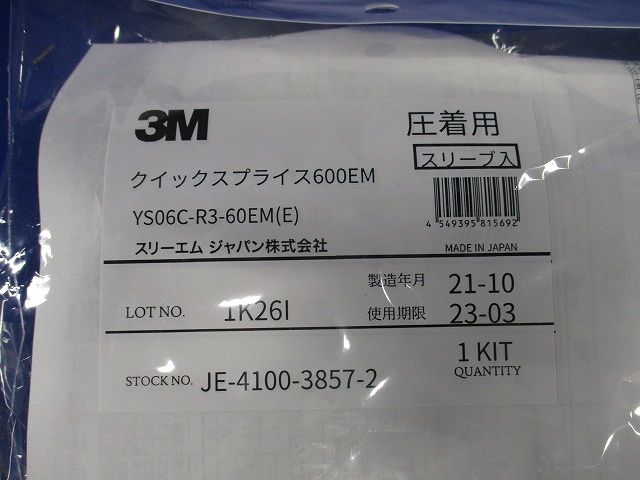 3M
圧着用
スリーブ入
クイックスプライス600EM
YS06C-R3-60EM(E)
4 549395 815692
スリーエム ジャパン株式会社
MADE IN JAPAN
製造年月 21-10
LOT NO. 1K26I
使用期限 23-03
1 KIT
STOCK NO. JE-4100-3857-2
QUANTITY